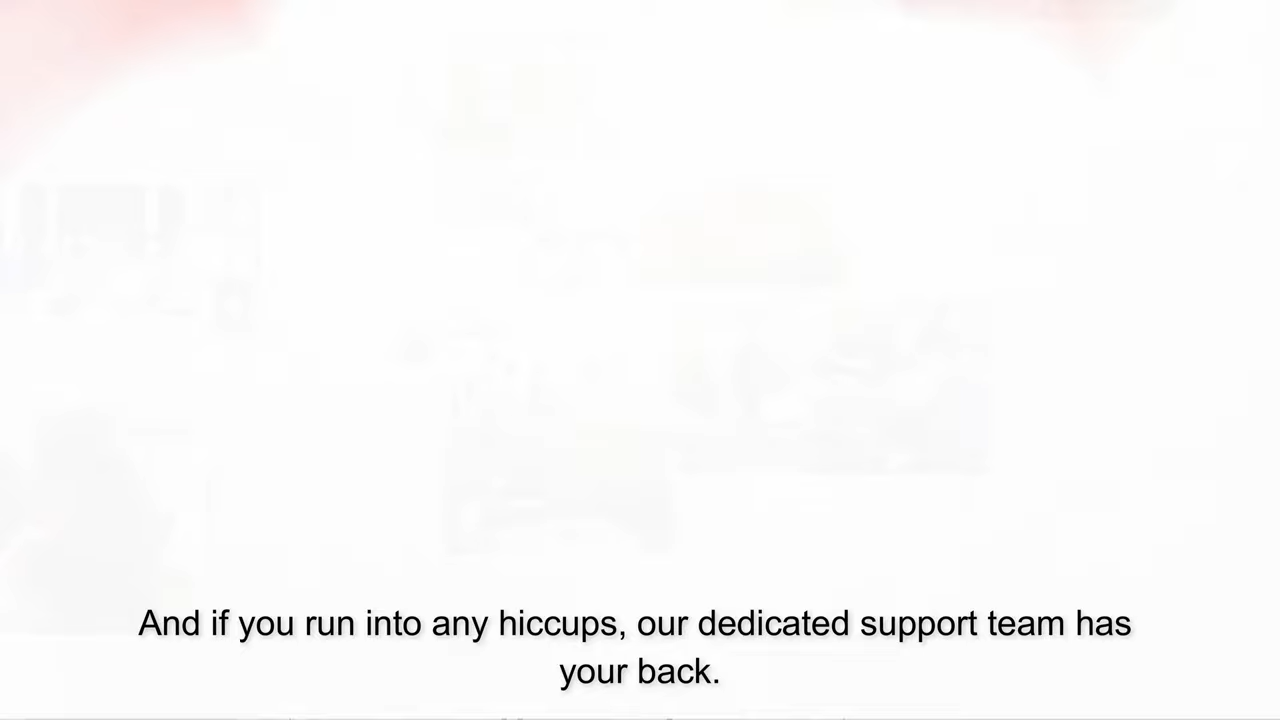 And if you run into any hiccups, our dedicated support team has
your back.